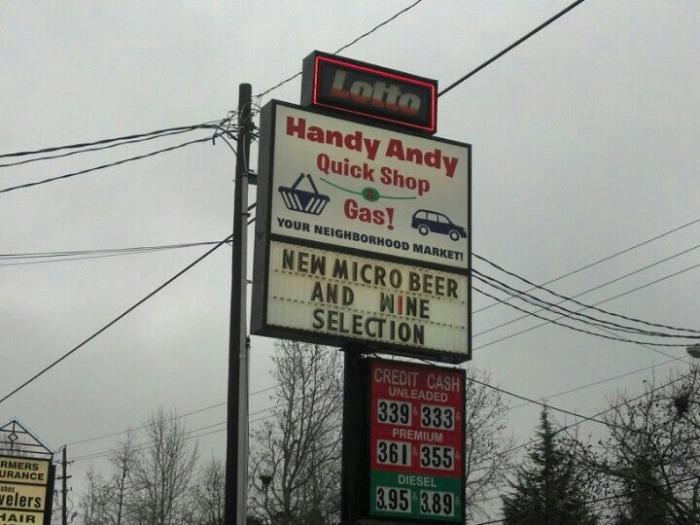 Lotto
Handy Andy
Quick Shop
&
Gas!
YOUR NEIGHBORHOOD MARKET!
NEW MICRO BEER
AND WINE
SELECTION
CREDIT CASH
UNLEADED
339 333
PREMIUM
361 355
DIESEL
3.95 3.89
RMERS
URANCE
velers
HAIR